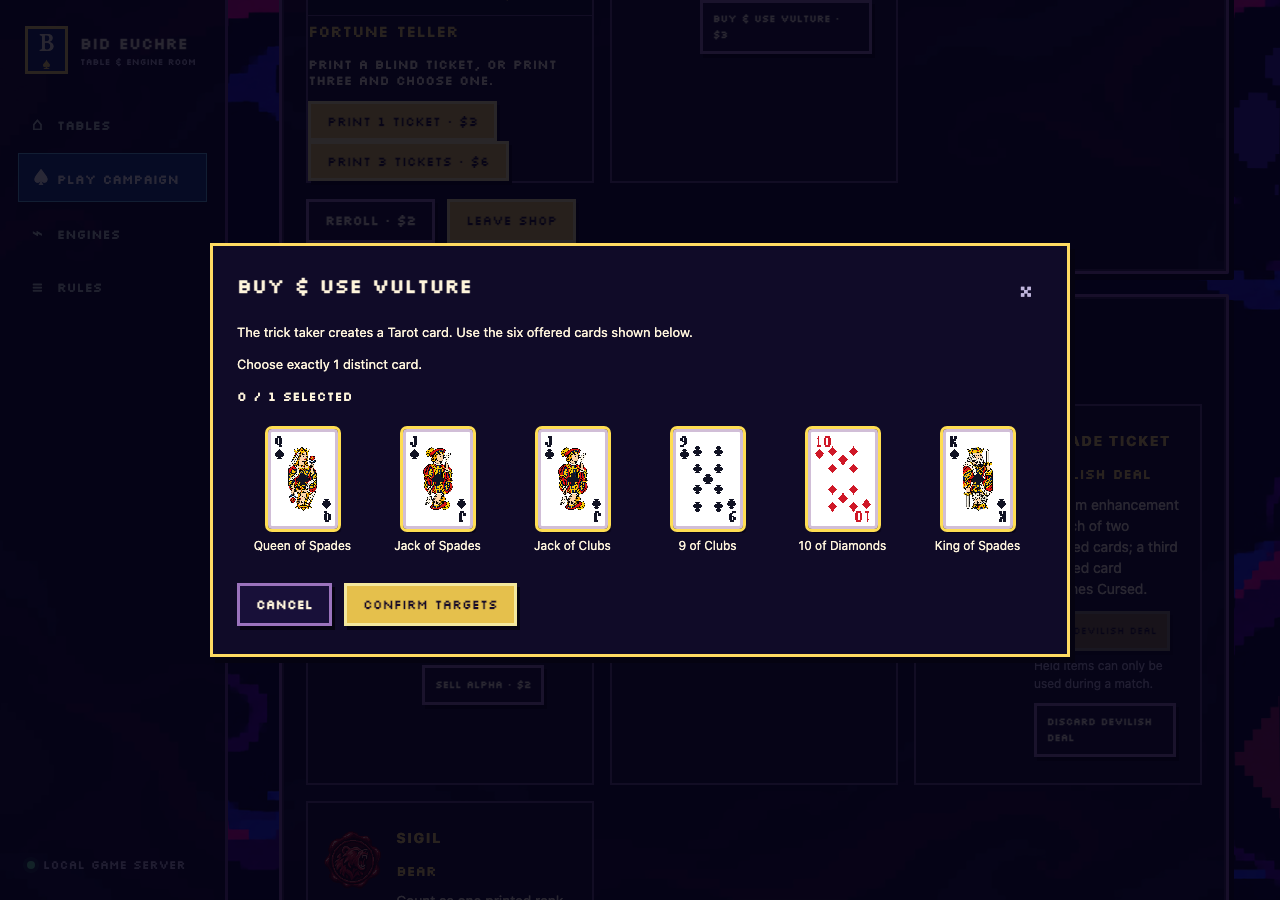 B
BID EUCHRE
TABLE & ENGINE ROOM
TABLES
PLAY CAMPAIGN
ENGINES
RULES
LOCAL GAME SERVER
FORTUNE TELLER
PRINT A BLIND TICKET, OR PRINT
THREE AND CHOOSE ONE.
PRINT 1 TICKET · $3
PRINT 3 TICKETS · $6
REROLL · $2
LEAVE SHOP
BUY & USE VULTURE ·
$3
BUY & USE VULTURE
The trick taker creates a Tarot card. Use the six offered cards shown below.
Choose exactly 1 distinct card.
0 / 1 SELECTED
Q
Q
J
J
J
J
9
9
10
10
K
K
Queen of Spades
Jack of Spades
Jack of Clubs
9 of Clubs
10 of Diamonds
King of Spades
CANCEL
CONFIRM TARGETS
TICKET
DEAL
enhancement
of two
cards; a third
card
Cursed.
DEVILISH DEAL
Held items can only be
used during a match.
DISCARD DEVILISH
DEAL
SELL ALPHA · $2
SIGIL
BEAR